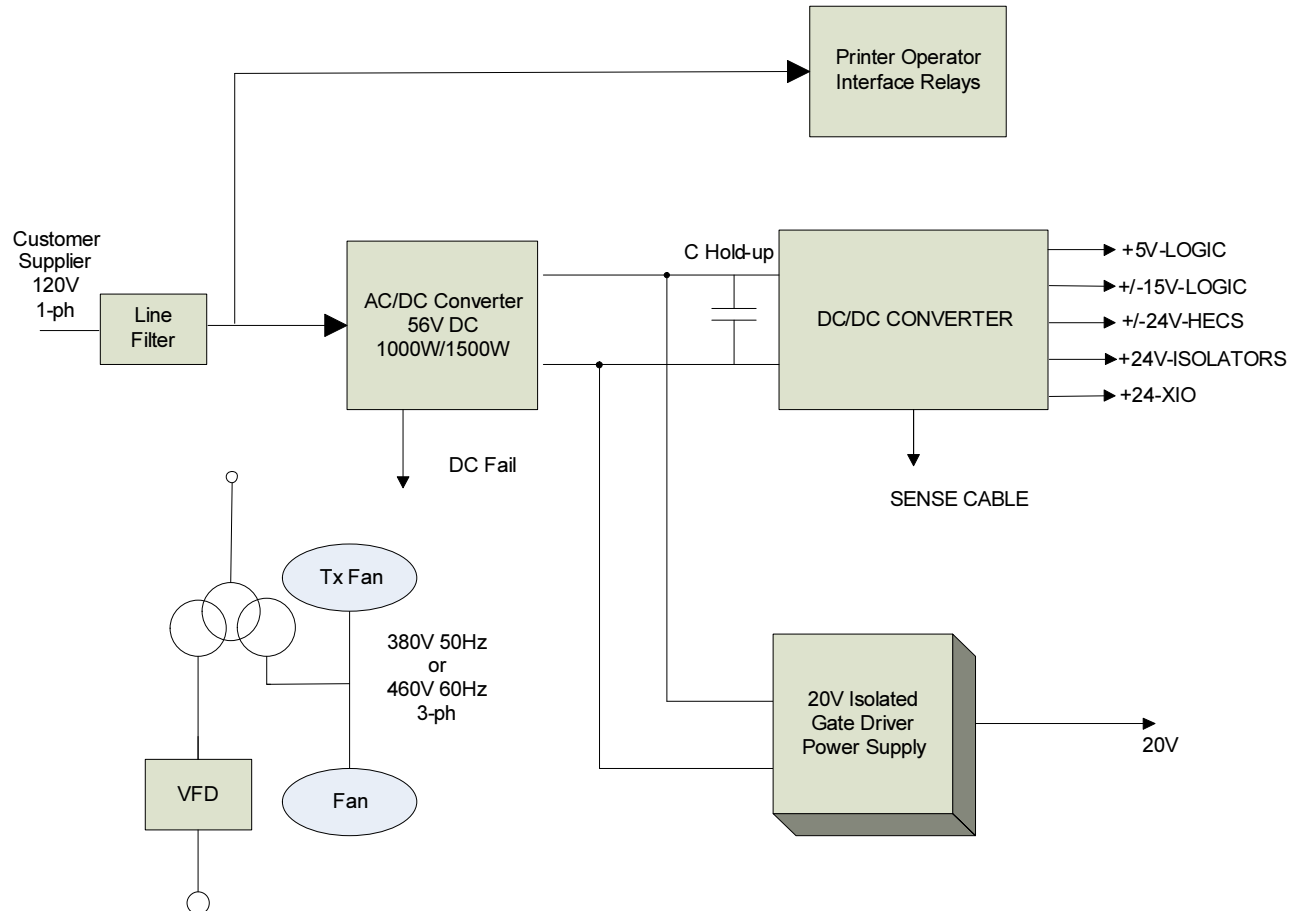 Printer Operator
Interface Relays
Customer
Supplier
120V
1-ph
Line
Filter
AC/DC Converter
56V DC
1000W/1500W
C Hold-up
DC/DC CONVERTER
+5V-LOGIC
+/-15V-LOGIC
+/-24V-HECS
+24V-ISOLATORS
+24-XIO
DC Fail
SENSE CABLE
Tx Fan
380V 50Hz
or
460V 60Hz
3-ph
20V Isolated
Gate Driver
Power Supply
20V
VFD
Fan